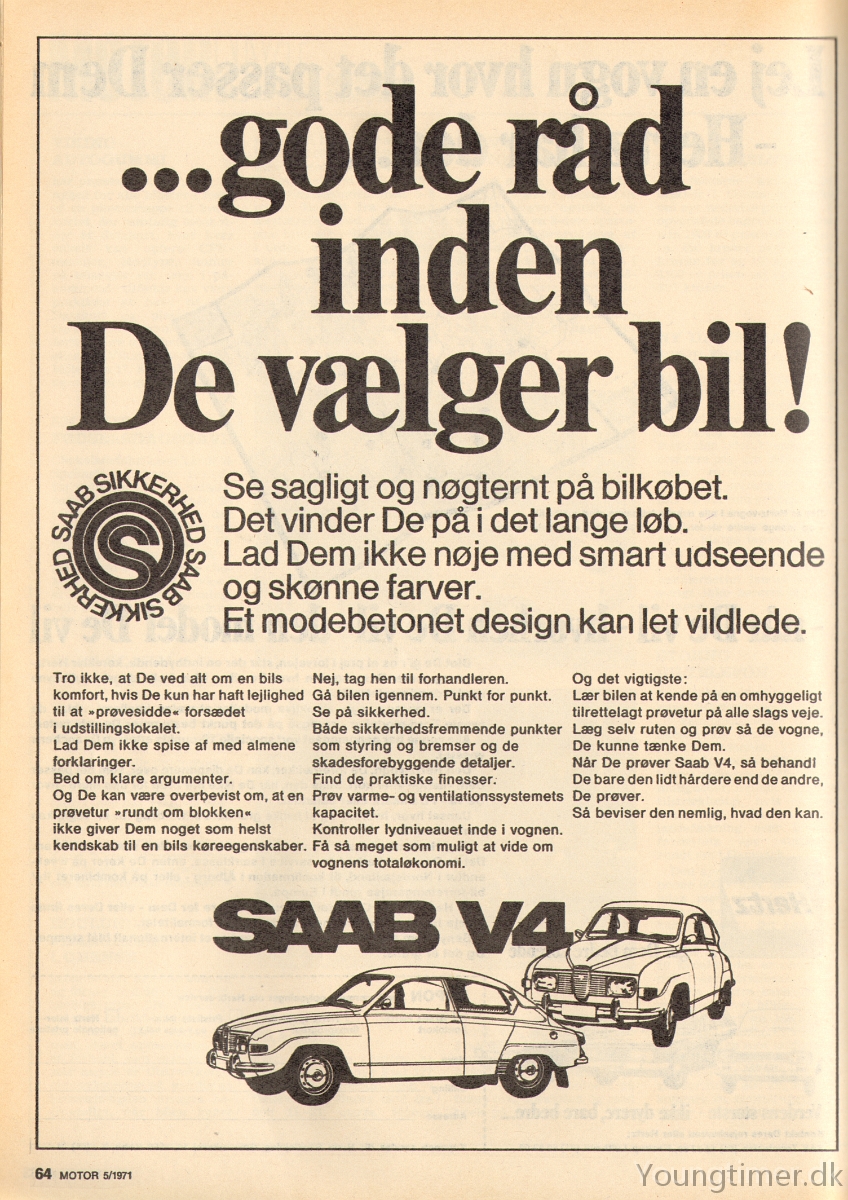 ...gode råd
inden
De vælger bil!
SAAB SIKKERHED SAAB SIKKERHED
Se sagligt og nøgternt på bilkøbet.
Det vinder De på i det lange løb.
Lad Dem ikke nøje med smart udseende
og skønne farver.
Et modebetonet design kan let vildlede.
Tro ikke, at De ved alt om en bils
komfort, hvis De kun har haft lejlighed
til at »prøvesidde« forsædet
i udstillingslokalet.
Lad Dem ikke spise af med almene
forklaringer.
Bed om klare argumenter.
Og De kan være overbevist om, at en
prøvetur »rundt om blokken«
ikke giver Dem noget som helst
kendskab til en bils køreegenskaber.
Nej, tag hen til forhandleren.
Gå bilen igennem. Punkt for punkt.
Se på sikkerhed.
Både sikkerhedsfremmende punkter
som styring og bremser og de
skadesforebyggende detaljer.
Find de praktiske finesser.
Prøv varme- og ventilationssystemets
kapacitet.
Kontroller lydniveauet inde i vognen.
Få så meget som muligt at vide om
vognens totaløkonomi.
Og det vigtigste:
Lær bilen at kende på en omhyggeligt
tilrettelagt prøvetur på alle slags veje.
Læg selv ruten og prøv så de vogne,
De kunne tænke Dem.
Når De prøver Saab V4, så behandl
De bare den lidt hårdere end de andre,
De prøver.
Så beviser den nemlig, hvad den kan.
SAAB V4
64 MOTOR 5/1971
Youngtimer.dk